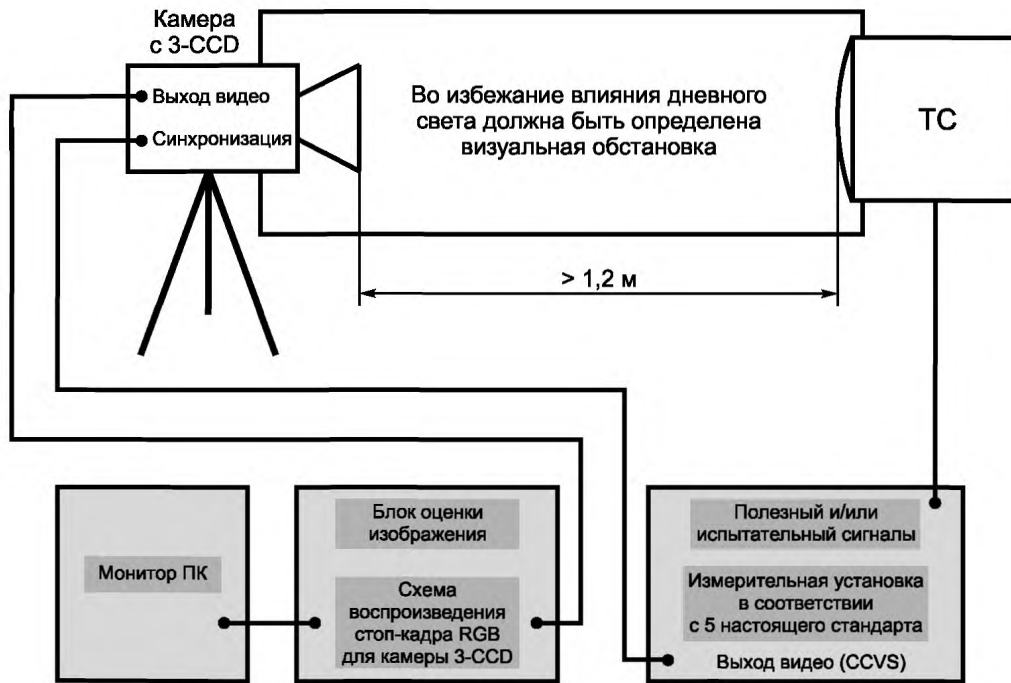 Камера
с 3-CCD
Выход видео
Синхронизация
Во избежание влияния дневного
света должна быть определена
визуальная обстановка
ТС
> 1,2 м
Монитор ПК
Блок оценки
изображения
Схема
воспроизведения
стоп-кадра RGB
для камеры 3-CCD
Полезный и/или
испытательный сигналы
Измерительная установка
в соответствии
с 5 настоящего стандарта
Выход видео (CCVS)